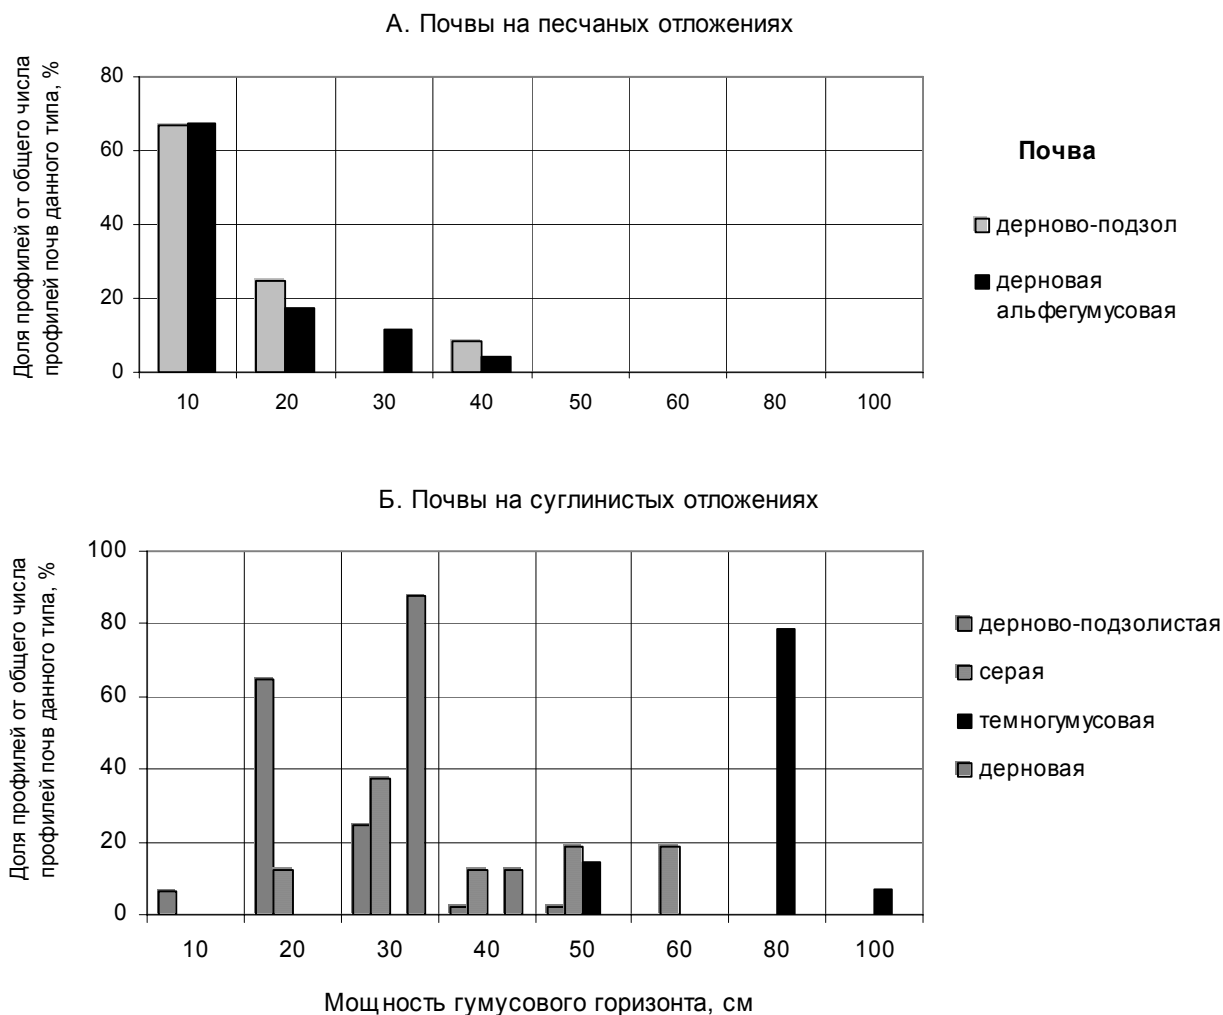 А. Почвы на песчаных отложениях
Доля профилей от общего числа
профилей почв данного типа, %
80
60
40
20
0
10 20 30 40 50 60 80 100
Почва
дерново-подзол
дерновая
альфегумусовая
Б. Почвы на суглинистых отложениях
Доля профилей от общего числа
профилей почв данного типа, %
100
80
60
40
20
0
10 20 30 40 50 60 80 100
дерново-подзолистая
серая
темногумусовая
дерновая
Мощность гумусового горизонта, см